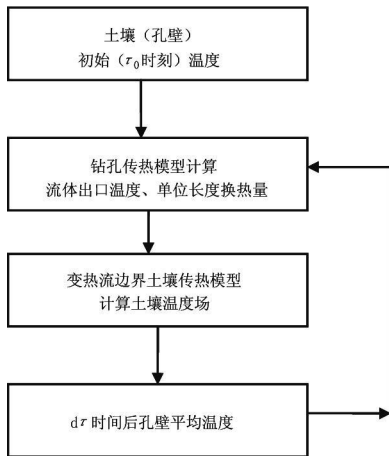 土壤（孔壁）
初始（τ₀时刻）温度
钻孔传热模型计算
流体出口温度、单位长度换热量
变热流边界土壤传热模型
计算土壤温度场
dτ 时间后孔壁平均温度